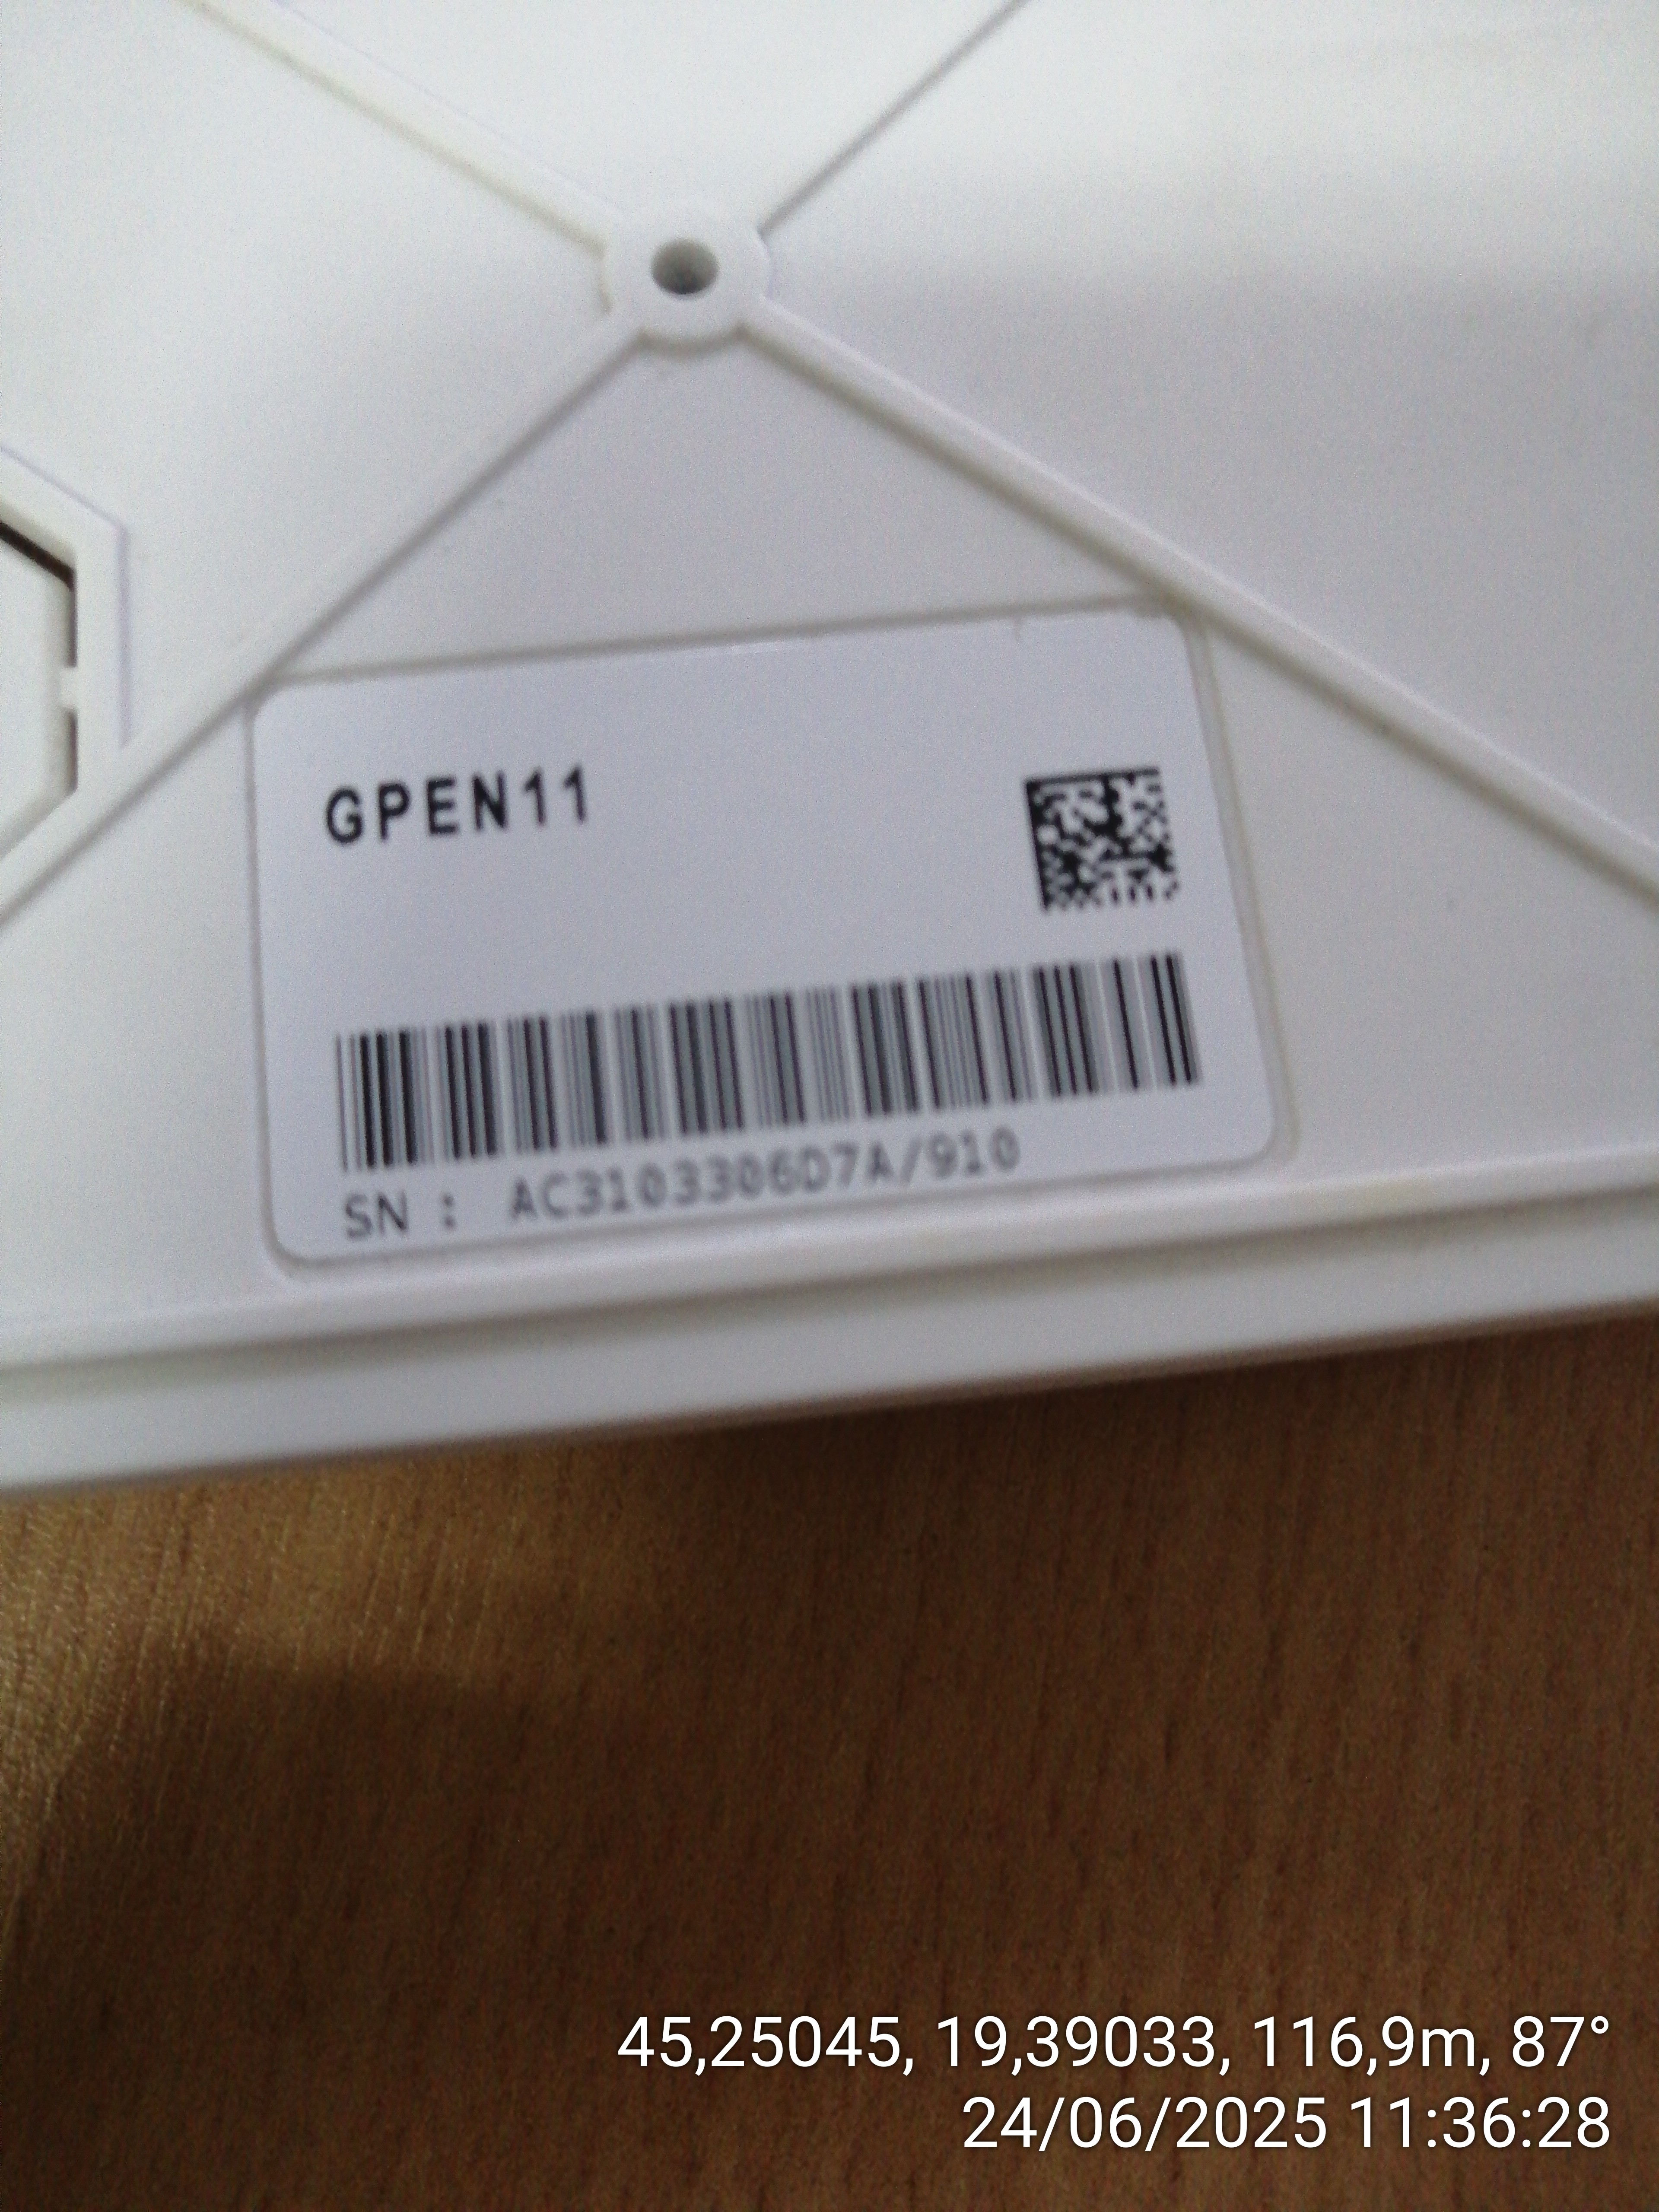 GPEN11
SN : AC3103306D7A/910
45,25045, 19,39033, 116,9m, 87°
24/06/2025 11:36:28